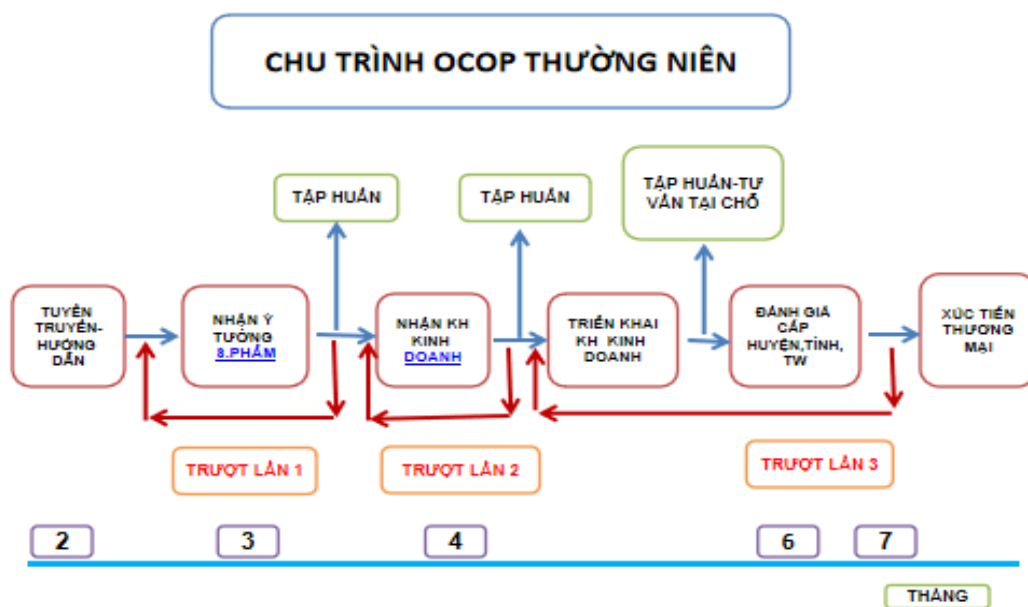 CHU TRÌNH OCOP THƯỜNG NIÊN
TẬP HUẤN
TẬP HUẤN
TẬP HUẤN-TƯ
VẤN TẠI CHỖ
TUYÊN
TRUYỀN-
HƯỚNG
DẪN
NHẬN Ý
TƯỞNG
8.PHẨM
NHẬN KH
KINH
DOANH
TRIỂN KHAI
KH KINH
DOANH
ĐÁNH GIÁ
CẤP
HUYỆN,TỈNH,
TW
XÚC TIẾN
THƯƠNG
MẠI
TRƯỢT LẦN 1
TRƯỢT LẦN 2
TRƯỢT LẦN 3
2
3
4
6
7
THÁNG